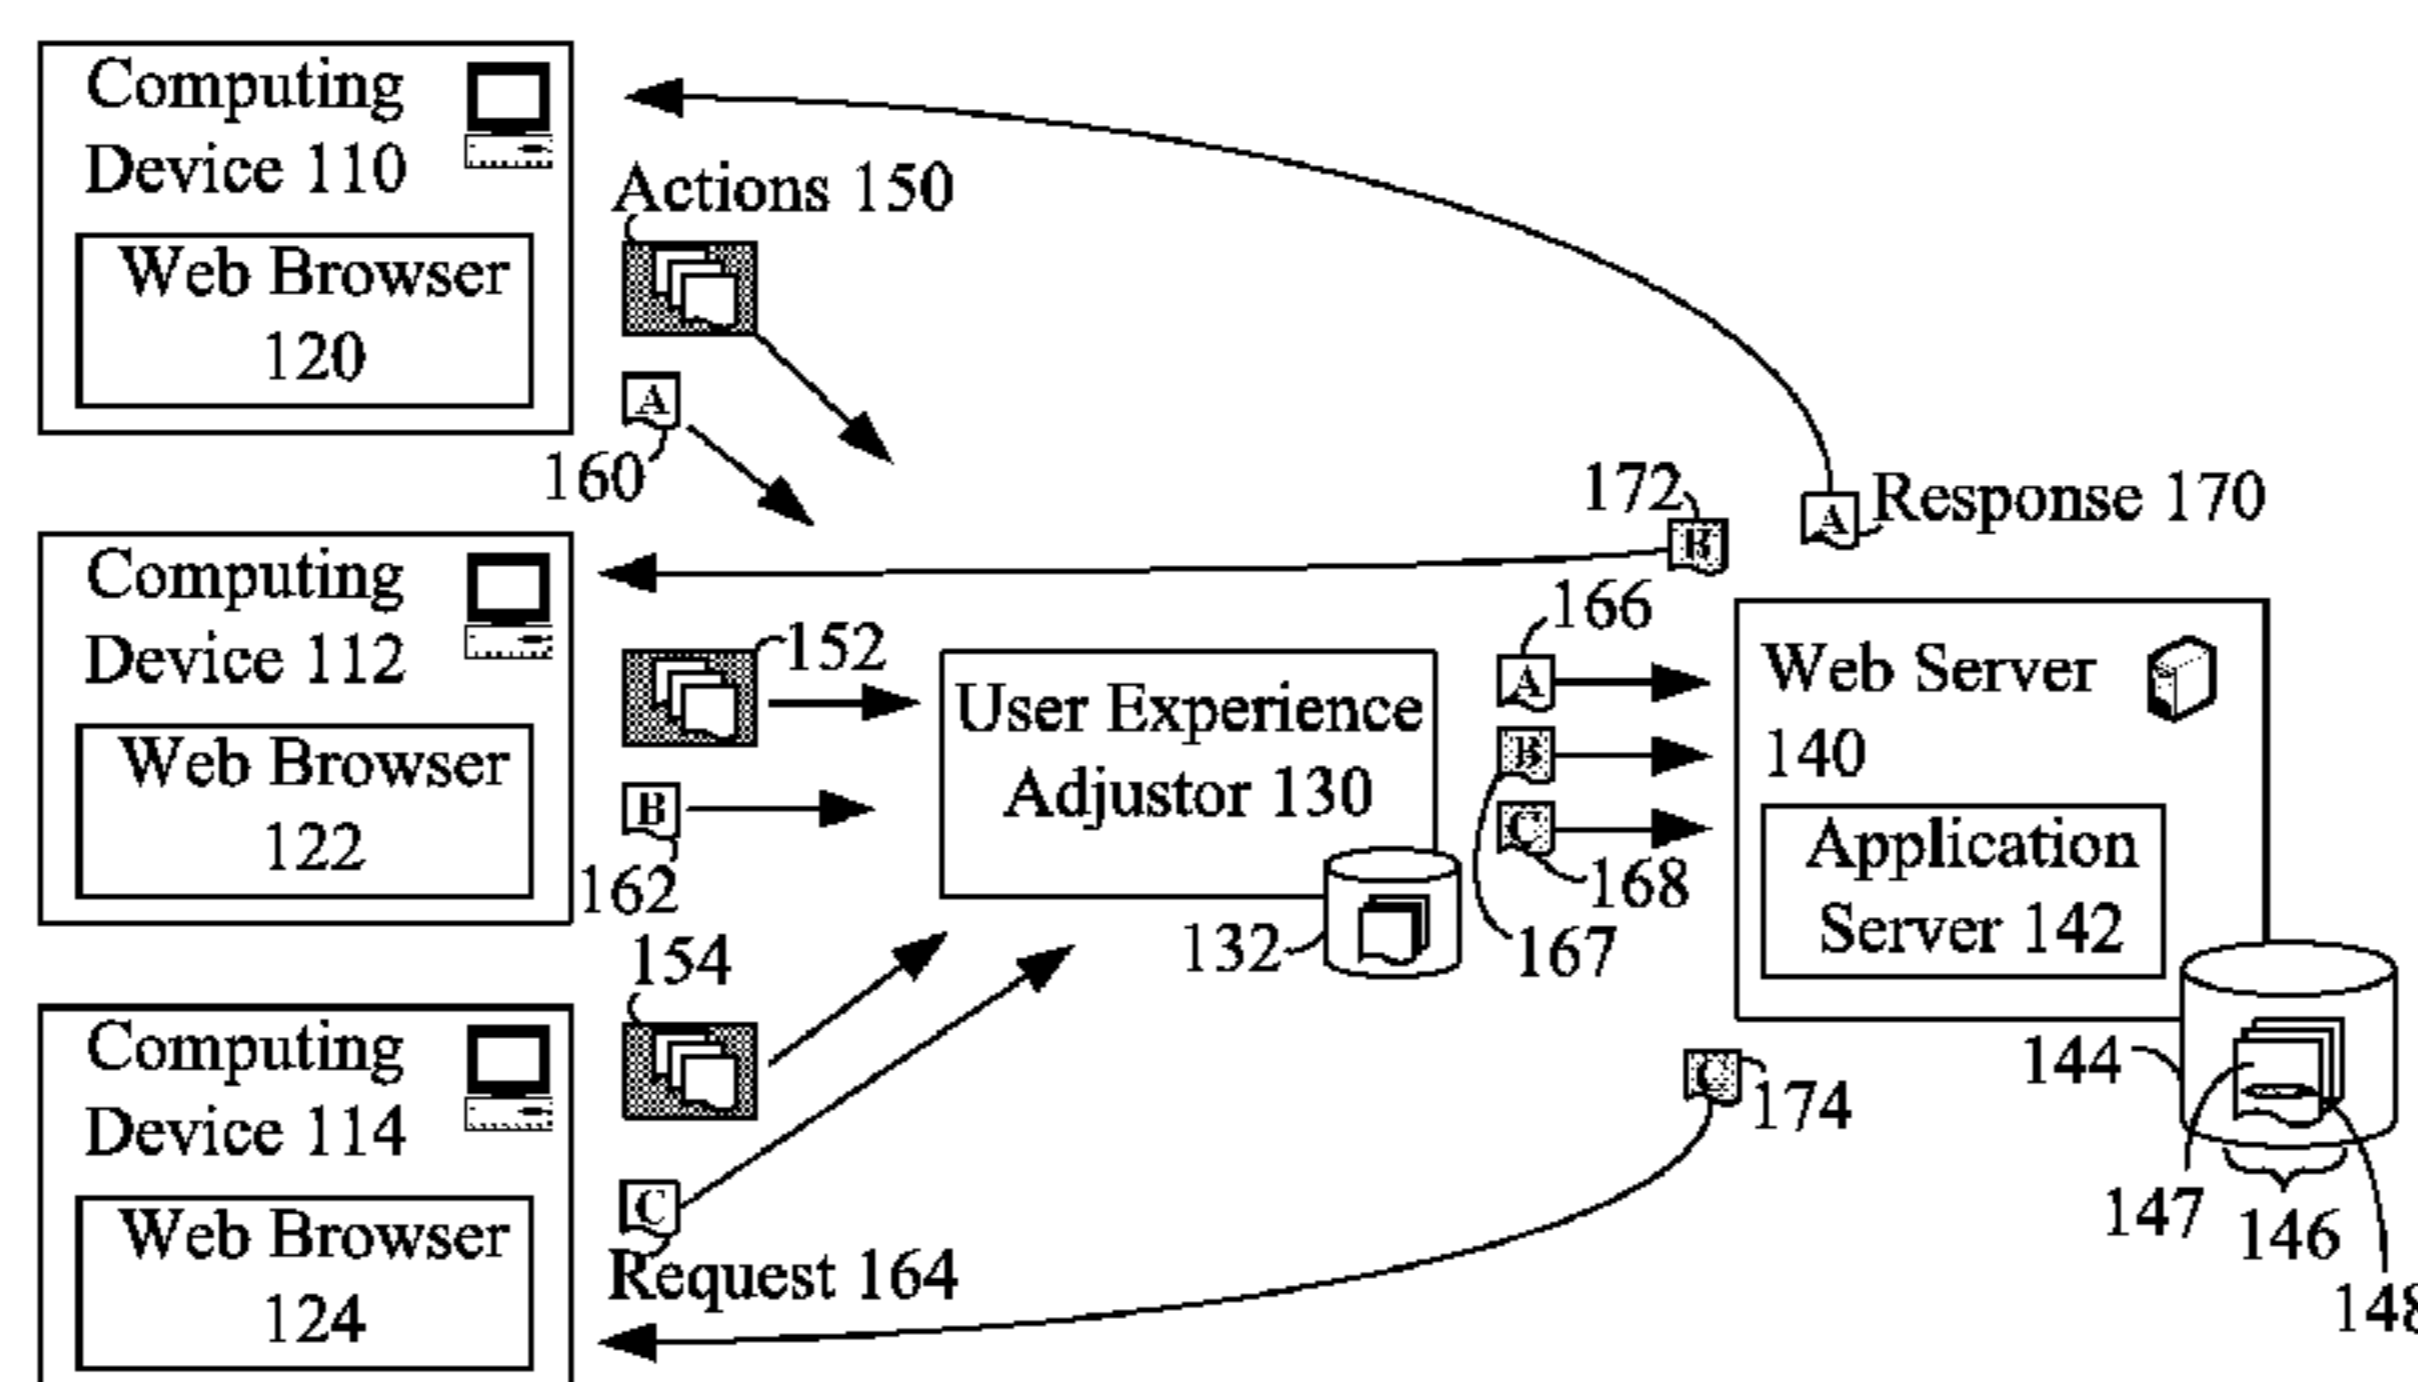 Computing
Device 110
Web Browser
120
Actions 150
A
160
Computing
Device 112
Web Browser
122
152
B
162
154
Computing
Device 114
Web Browser
124
C
Request 164
User Experience
Adjustor 130
132
172
B
A
Response 170
166
A
B
C
168
167
Web Server
140
Application
Server 142
144
C
174
147
146
148